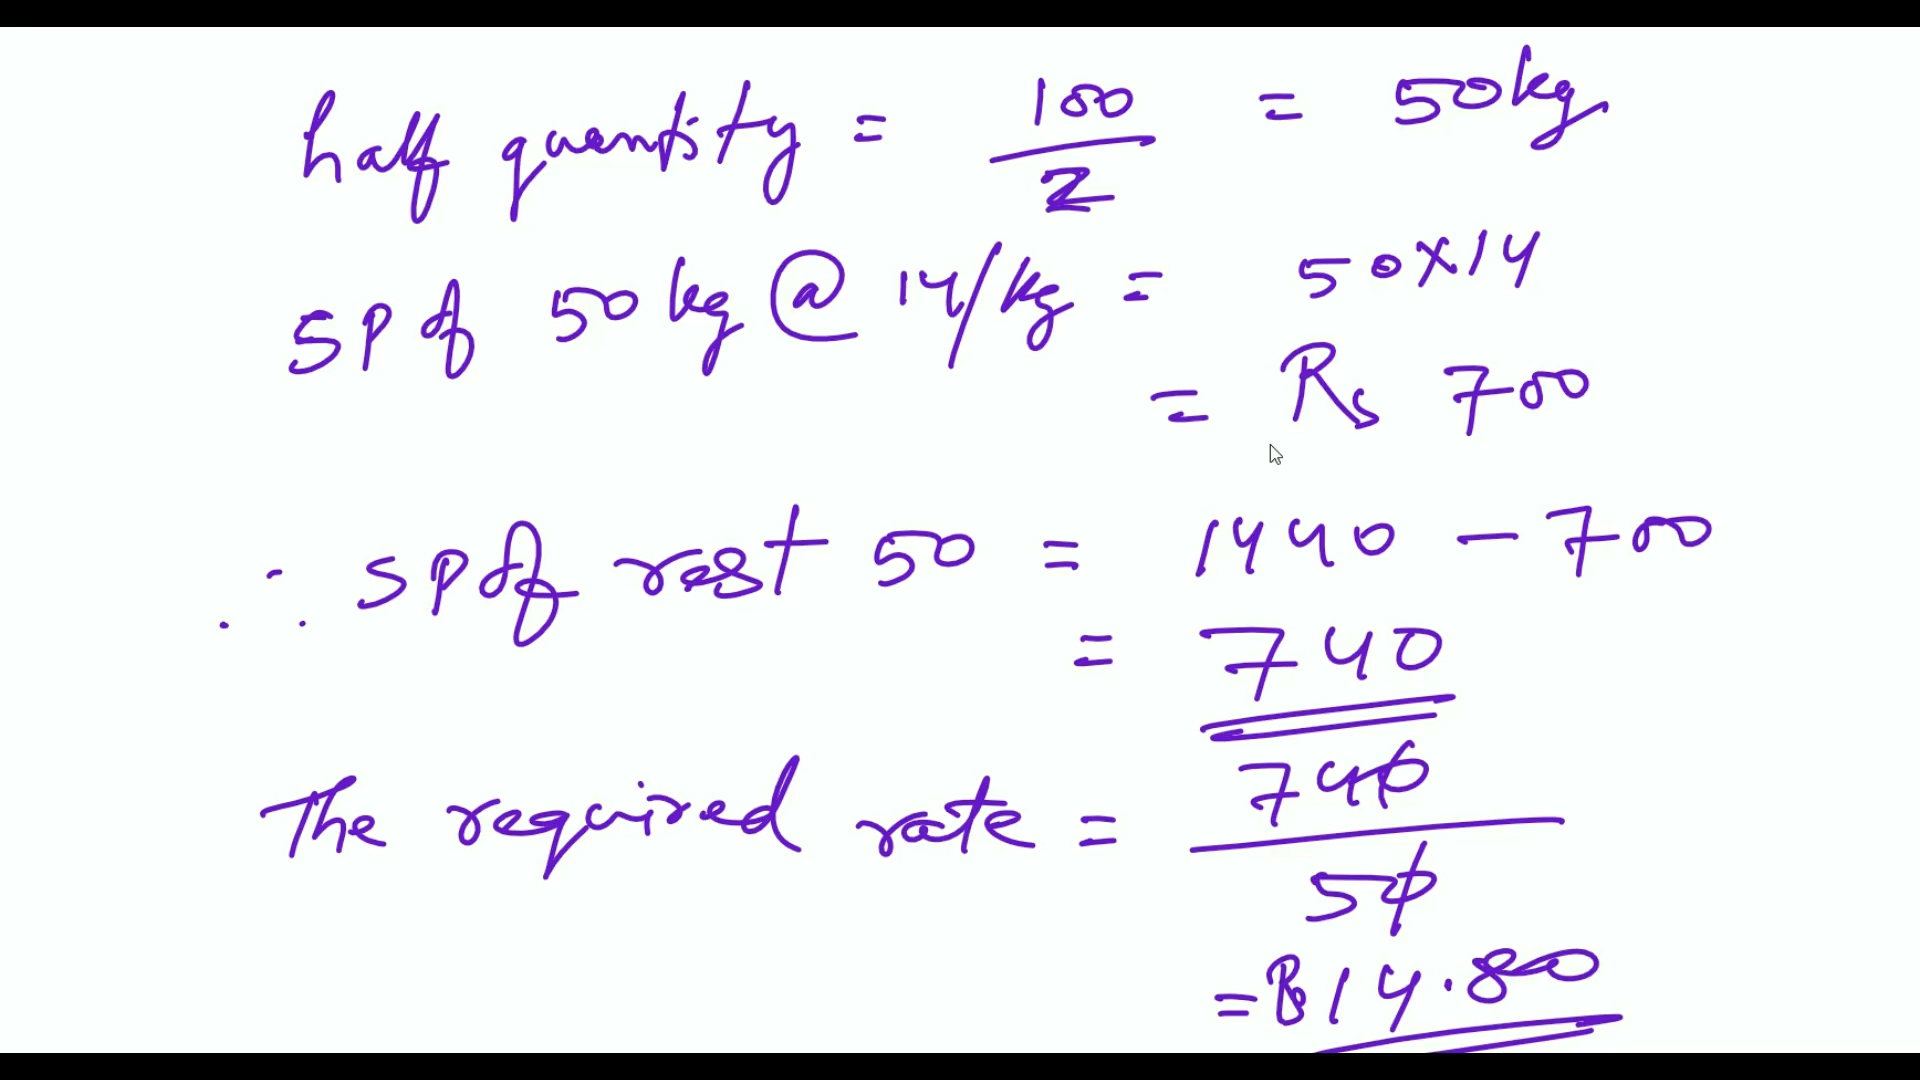 half quantity = 100/2 = 50kg
SP of 50kg @ 14/kg = 50×14
= Rs 700
∴ SP of rest 50 = 1440 - 700
= 740
The required rate = 740/50
= Rs 14.80